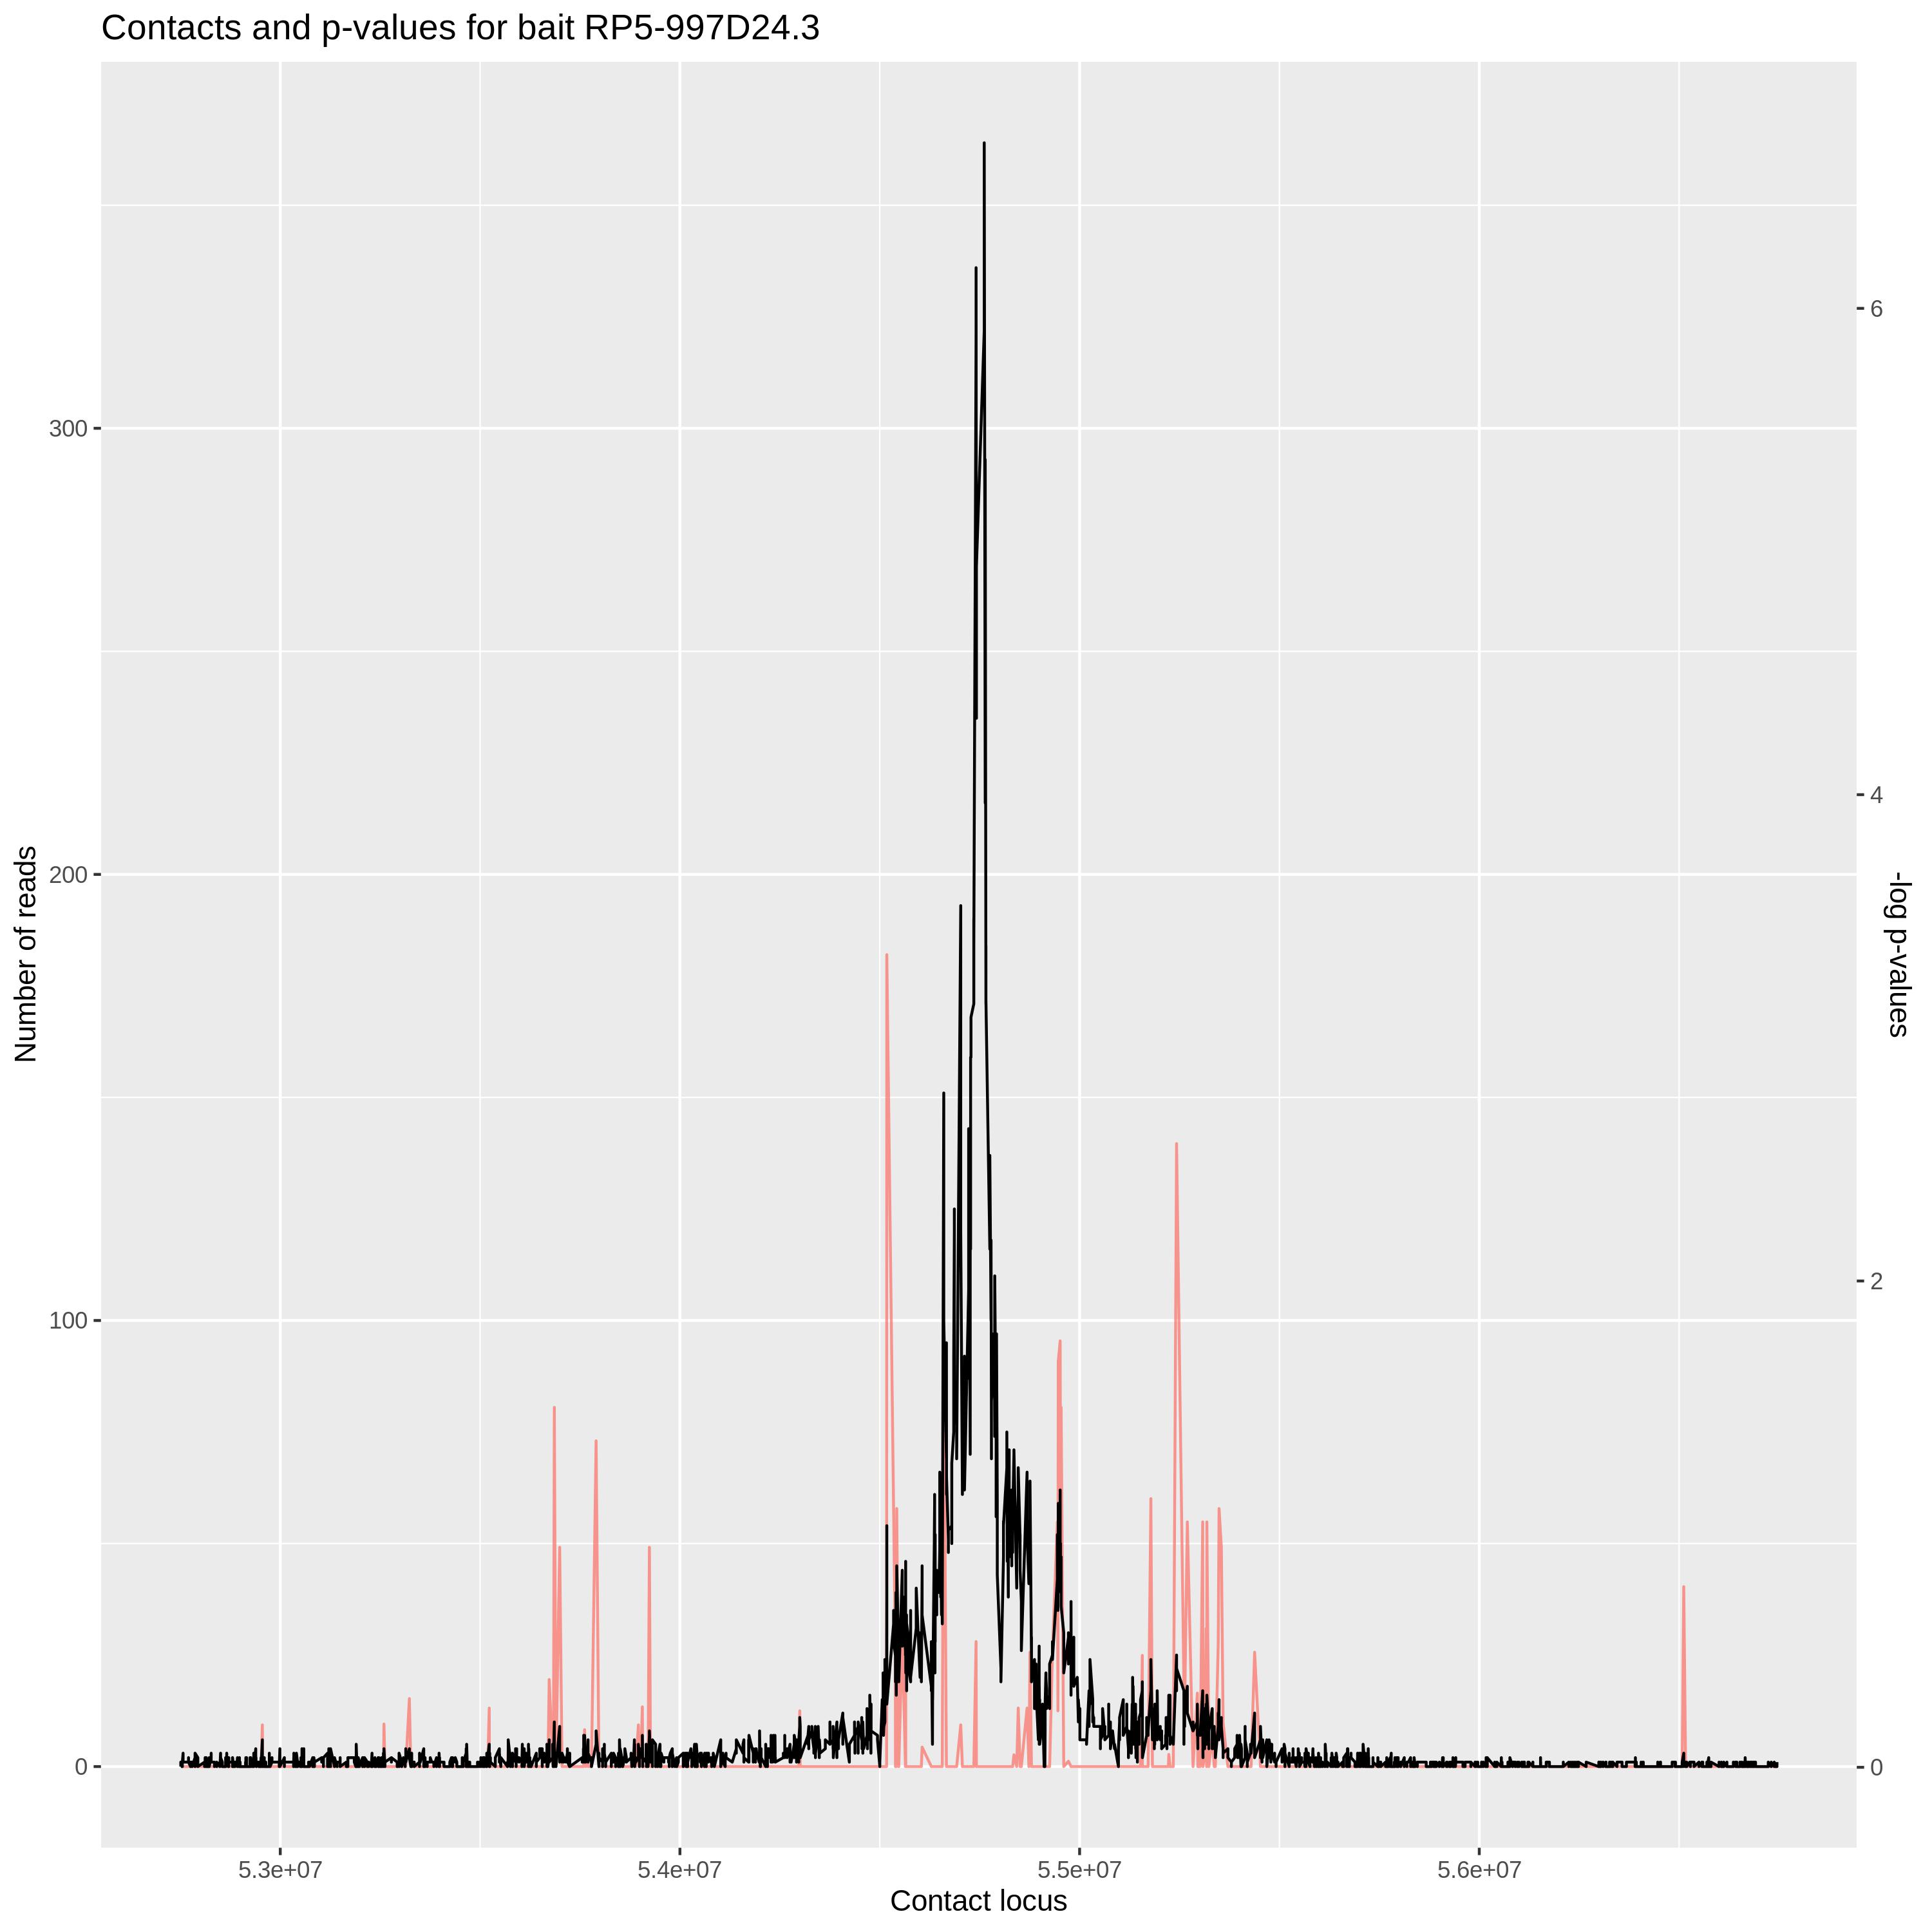 Contacts and p-values for bait RP5-997D24.3
300
200
100
0
Number of reads
6
4
2
0
-log p-values
5.3e+07
5.4e+07
5.5e+07
5.6e+07
Contact locus